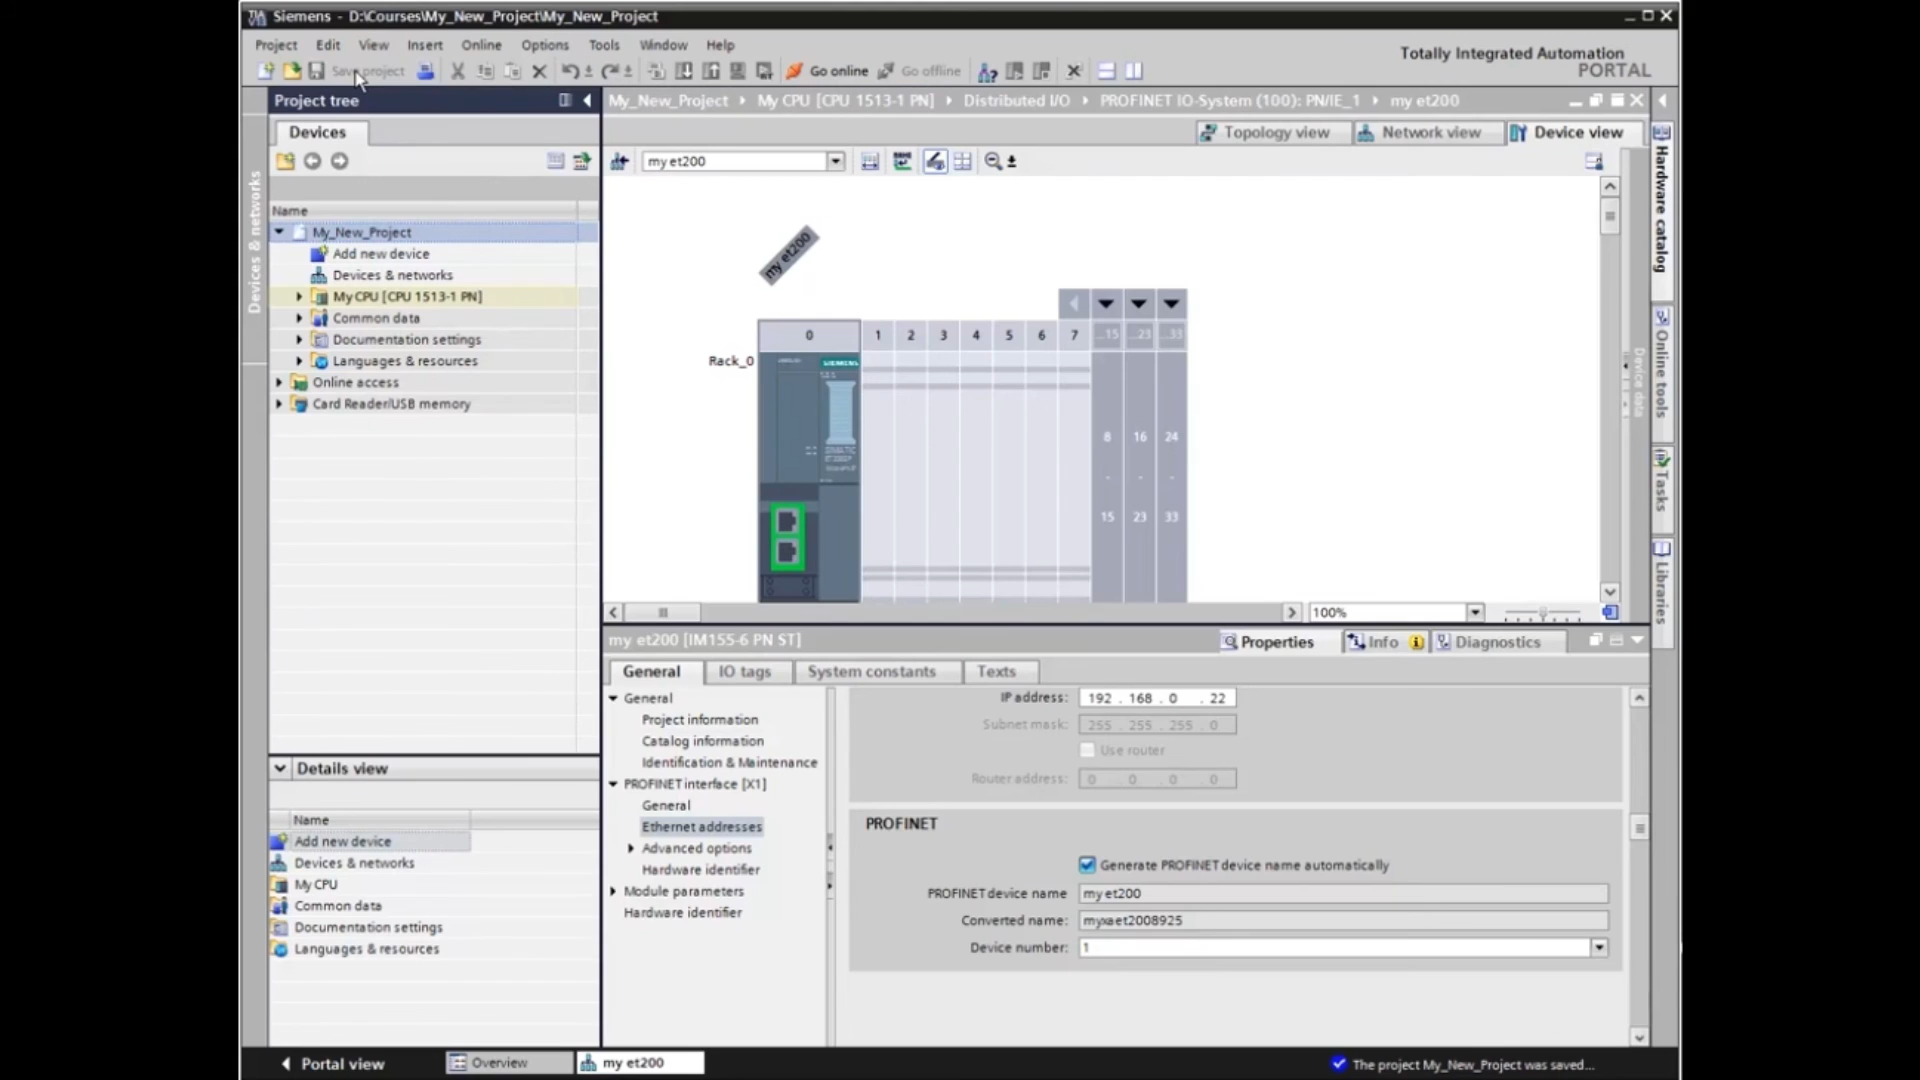 Siemens - D:\Courses\My_New_Project\My_New_Project
Project Edit View Insert Online Options Tools Window Help
Totally Integrated Automation
PORTAL
Save project Go online Go offline
Project tree
My_New_Project My CPU [CPU 1513-1 PN] Distributed I/O PROFINET IO-System (100): PN/IE_1 my et200
Devices
Topology view Network view Device view
my et200
Name
My_New_Project
Add new device
Devices & networks
My CPU [CPU 1513-1 PN]
Common data
Documentation settings
Languages & resources
Online access
Card Reader/USB memory
Devices & networks
my et200
0 1 2 3 4 5 6 7 ...15 ...23 ...33
Rack_0
SIEMENS
8 16 24
- - -
15 23 33
100%
Device data
Hardware catalog
Online tools
Tasks
Libraries
my et200 [IM155-6 PN ST]
Properties Info Diagnostics
General IO tags System constants Texts
General
Project information
Catalog information
Identification & Maintenance
PROFINET interface [X1]
General
Ethernet addresses
Advanced options
Hardware identifier
Module parameters
Hardware identifier
IP address: 192 . 168 . 0 . 22
Subnet mask: 255 . 255 . 255 . 0
Use router
Router address: 0 . 0 . 0 . 0
PROFINET
Generate PROFINET device name automatically
PROFINET device name my et200
Converted name: myxaet2008925
Device number: 1
Details view
Name
Add new device
Devices & networks
My CPU
Common data
Documentation settings
Languages & resources
Portal view Overview my et200
The project My_New_Project was saved...